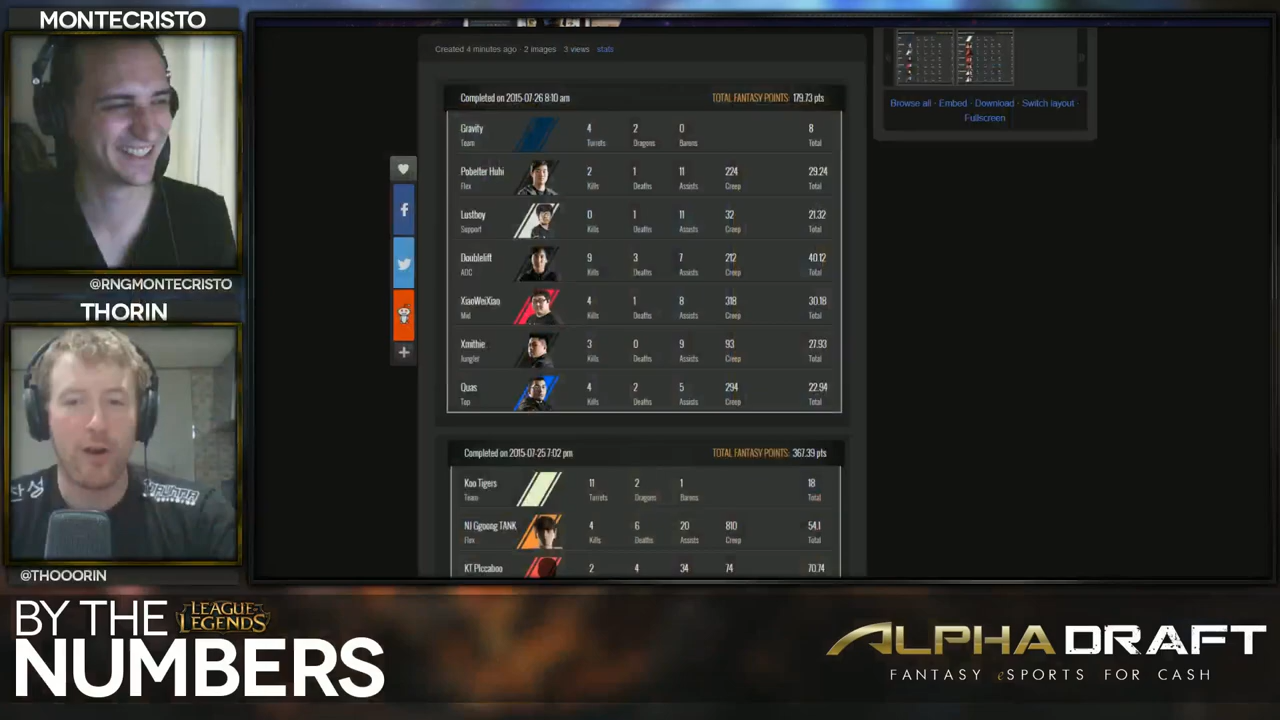 MONTECRISTO
@RNGMONTECRISTO
THORIN
@THOOORIN
Created 4 minutes ago · 2 images · 3 views stats
Browse all · Embed · Download · Switch layout ·
Fullscreen
Completed on 2015-07-26 8:10 am TOTAL FANTASY POINTS: 179.73 pts
Gravity 4 2 0 8
Team Turrets Dragons Barons Total
Pobelter Huhi 2 1 11 224 29.24
Flex Kills Deaths Assists Creep Total
Lustboy 0 1 11 32 21.32
Support Kills Deaths Assists Creep Total
Doublelift 9 3 7 212 40.12
ADC Kills Deaths Assists Creep Total
XiaoWeiXiao 4 1 8 318 30.18
Mid Kills Deaths Assists Creep Total
Xmithie 3 0 9 93 27.93
Jungler Kills Deaths Assists Creep Total
Quas 4 2 5 294 22.94
Top Kills Deaths Assists Creep Total
Completed on 2015-07-25 7:02 pm TOTAL FANTASY POINTS: 367.39 pts
Koo Tigers 11 2 1 18
Team Turrets Dragons Barons Total
NJ Ggoong TANK 4 6 20 810 54.1
Flex Kills Deaths Assists Creep Total
KT Piccaboo 2 4 34 74 70.74
BY THE
LEAGUE of
LEGENDS
NUMBERS
ALPHADRAFT
FANTASY eSPORTS FOR CASH